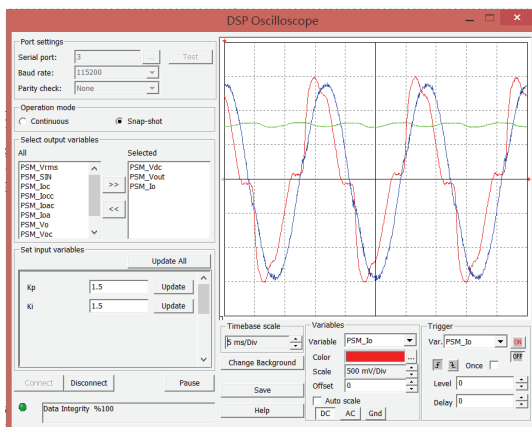 DSP Oscilloscope
Port settings
Serial port: 3 ... Test
Baud rate: 115200
Parity check: None
Operation mode
Continuous Snap-shot
Select output variables
All Selected
PSM_Vrms
PSM_SIN
PSM_Ioc
PSM_Iocc
PSM_Ioac
PSM_Ioa
PSM_Vo
PSM_Voc
>>
<<
PSM_Vdc
PSM_Vout
PSM_Io
Set input variables
Update All
Kp 1.5 Update
Ki 1.5 Update
Connect Disconnect Pause
Data Integrity %100
Timebase scale
5 ms/Div
Change Background
Save
Help
Variables
Variable PSM_Io
Color ...
Scale 500 mV/Div
Offset 0
Auto scale
DC AC Gnd
Trigger
Var. PSM_Io ON
OFF
Once
Level 0
Delay 0